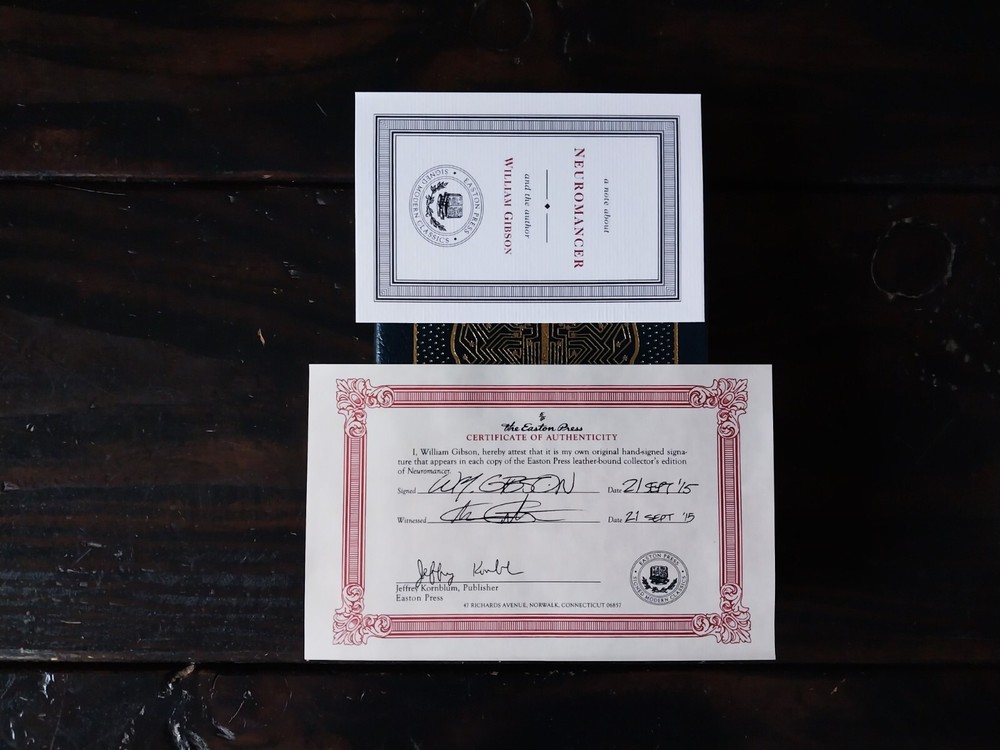 a note about
NEUROMANCER
and the author
WILLIAM GIBSON
EASTON PRESS
SIGNED MODERN CLASSICS
the Easton Press
CERTIFICATE OF AUTHENTICITY
I, William Gibson, hereby attest that it is my own original hand-signed signa-
ture that appears in each copy of the Easton Press leather-bound collector's edition
of Neuromancer.
Signed Wm. GIBSON Date 21 SEPT '15
Witnessed Date 21 SEPT '15
Jeffrey Kornblum, Publisher
Easton Press
47 RICHARDS AVENUE, NORWALK, CONNECTICUT 06857
EASTON PRESS
SIGNED MODERN CLASSICS